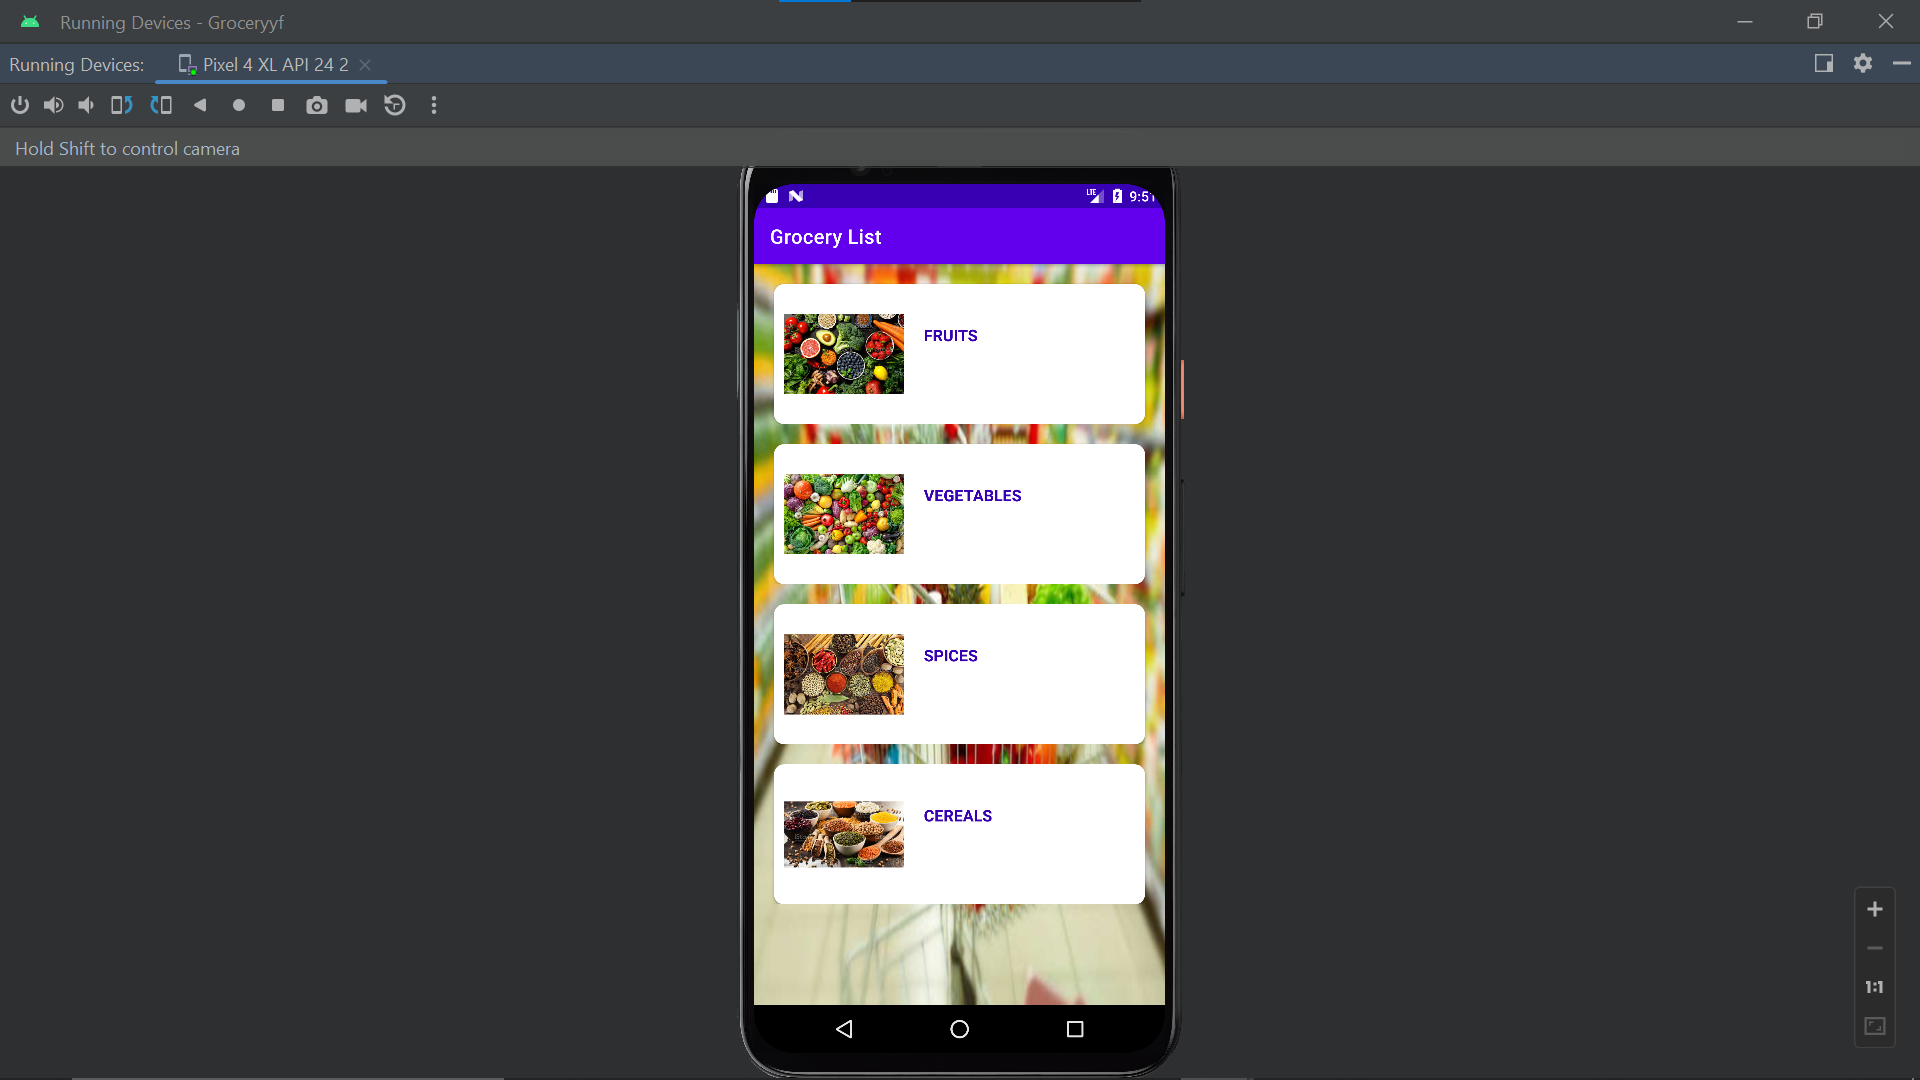 Running Devices - Groceryyf
Running Devices: Pixel 4 XL API 24 2
Hold Shift to control camera
LTE 9:51
Grocery List
FRUITS
VEGETABLES
SPICES
CEREALS
1:1